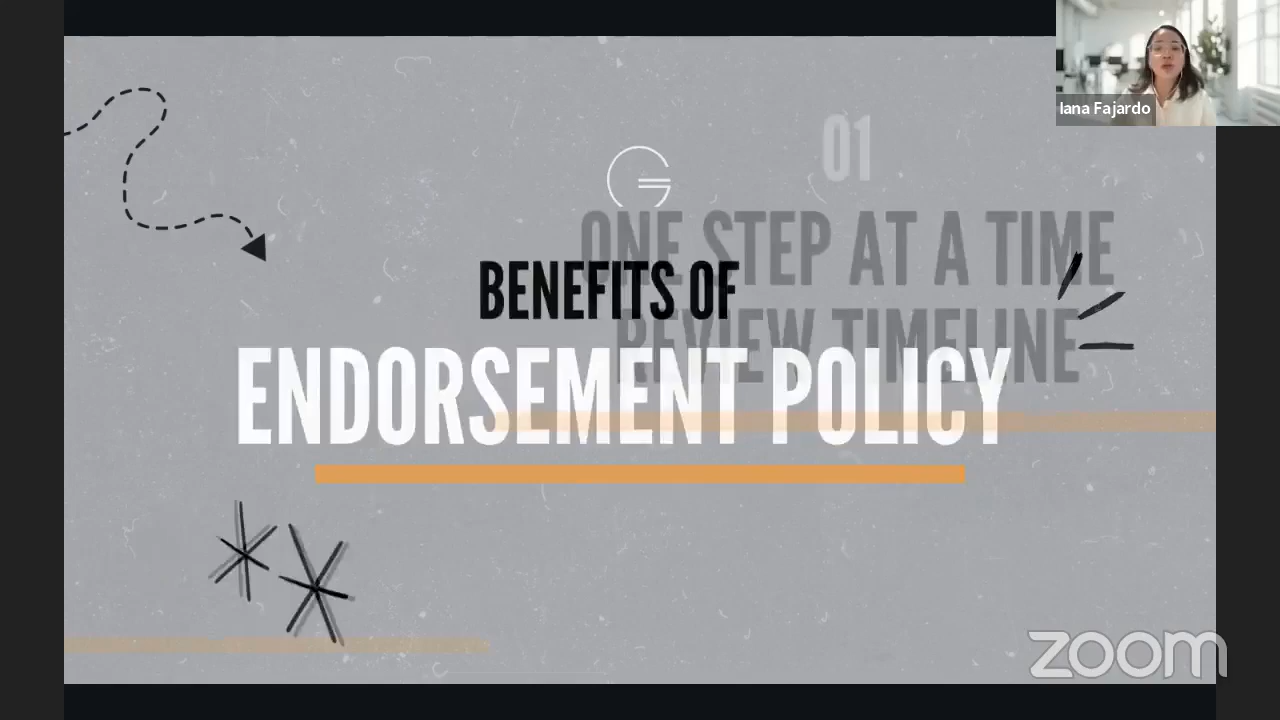 Iana Fajardo
01
ONE STEP AT A TIME
REVIEW TIMELINE
BENEFITS OF
ENDORSEMENT POLICY
zoom